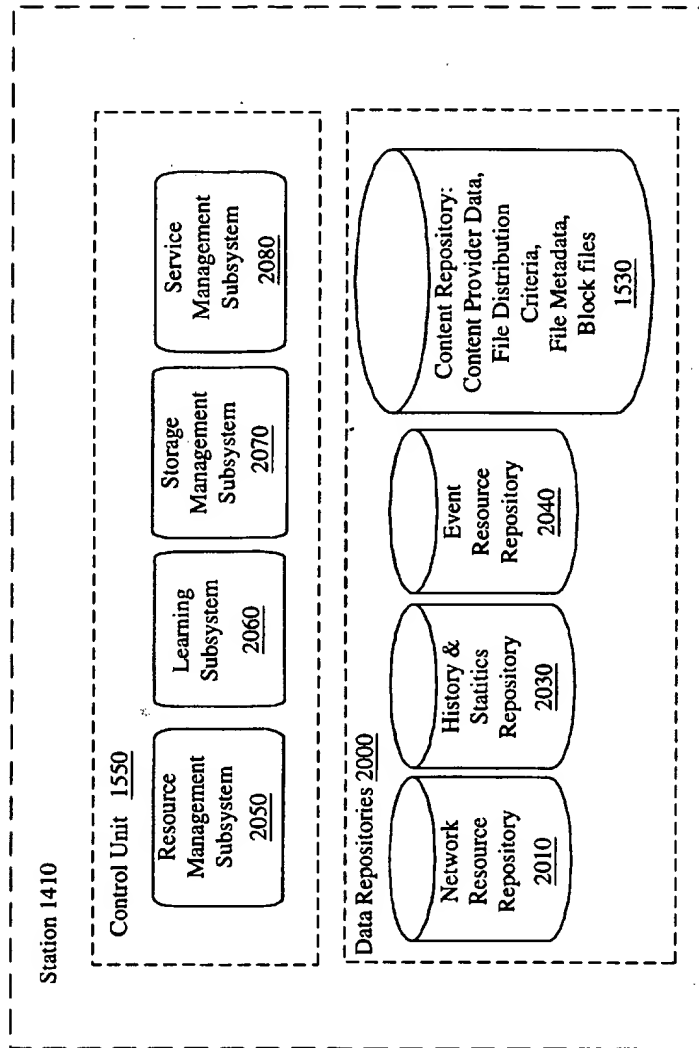 Station 1410
Control Unit 1550
Resource
Management
Subsystem
2050
Learning
Subsystem
2060
Storage
Management
Subsystem
2070
Service
Management
Subsystem
2080
Data Repositories 2000
Network
Resource
Repository
2010
History &
Statitics
Repository
2030
Event
Resource
Repository
2040
Content Repository:
Content Provider Data,
File Distribution
Criteria,
File Metadata,
Block files
1530